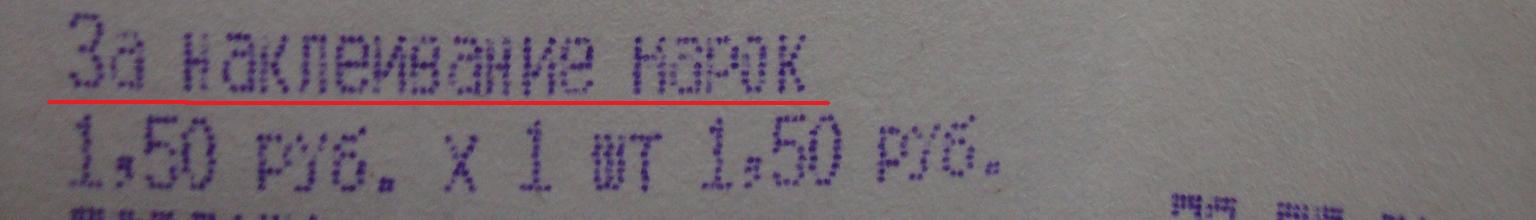 За наклеивание марок
1,50 руб. х 1 шт 1,50 руб.